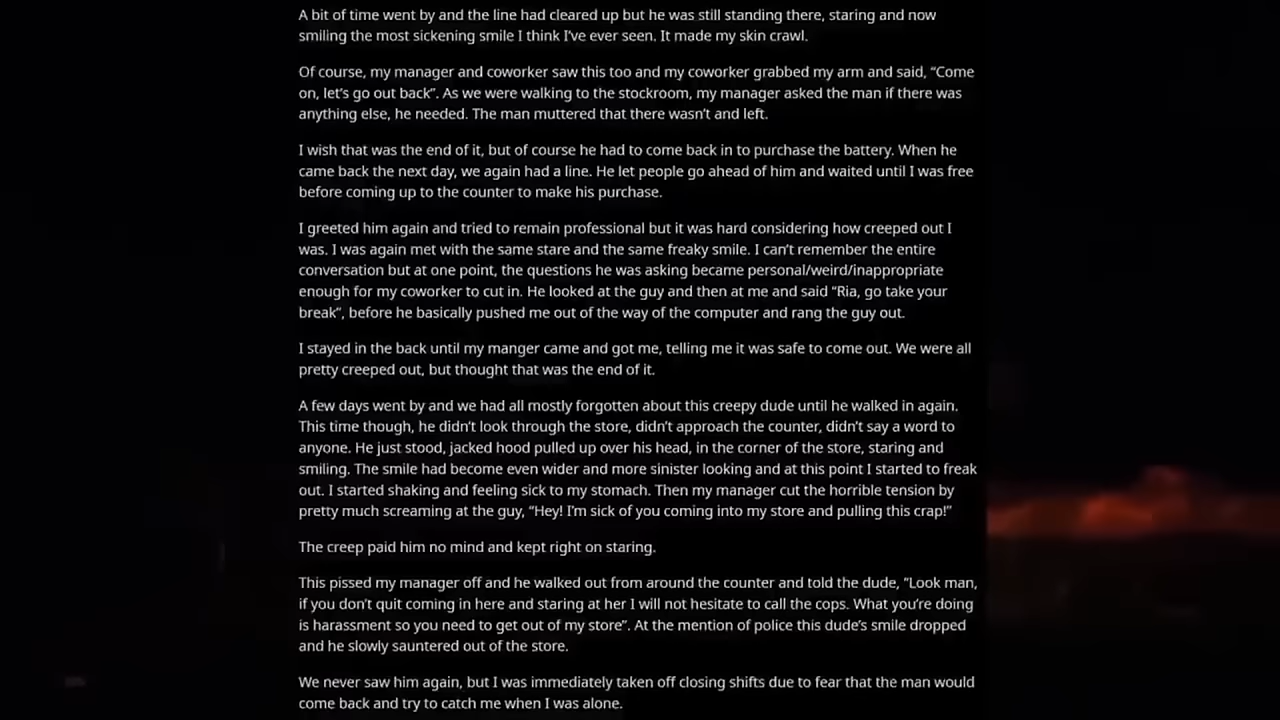 A bit of time went by and the line had cleared up but he was still standing there, staring and now
smiling the most sickening smile I think I’ve ever seen. It made my skin crawl.
Of course, my manager and coworker saw this too and my coworker grabbed my arm and said, “Come
on, let’s go out back”. As we were walking to the stockroom, my manager asked the man if there was
anything else, he needed. The man muttered that there wasn’t and left.
I wish that was the end of it, but of course he had to come back in to purchase the battery. When he
came back the next day, we again had a line. He let people go ahead of him and waited until I was free
before coming up to the counter to make his purchase.
I greeted him again and tried to remain professional but it was hard considering how creeped out I
was. I was again met with the same stare and the same freaky smile. I can’t remember the entire
conversation but at one point, the questions he was asking became personal/weird/inappropriate
enough for my coworker to cut in. He looked at the guy and then at me and said “Ria, go take your
break”, before he basically pushed me out of the way of the computer and rang the guy out.
I stayed in the back until my manger came and got me, telling me it was safe to come out. We were all
pretty creeped out, but thought that was the end of it.
A few days went by and we had all mostly forgotten about this creepy dude until he walked in again.
This time though, he didn’t look through the store, didn’t approach the counter, didn’t say a word to
anyone. He just stood, jacked hood pulled up over his head, in the corner of the store, staring and
smiling. The smile had become even wider and more sinister looking and at this point I started to freak
out. I started shaking and feeling sick to my stomach. Then my manager cut the horrible tension by
pretty much screaming at the guy, “Hey! I’m sick of you coming into my store and pulling this crap!”
The creep paid him no mind and kept right on staring.
This pissed my manager off and he walked out from around the counter and told the dude, “Look man,
if you don’t quit coming in here and staring at her I will not hesitate to call the cops. What you’re doing
is harassment so you need to get out of my store”. At the mention of police this dude’s smile dropped
and he slowly sauntered out of the store.
We never saw him again, but I was immediately taken off closing shifts due to fear that the man would
come back and try to catch me when I was alone.